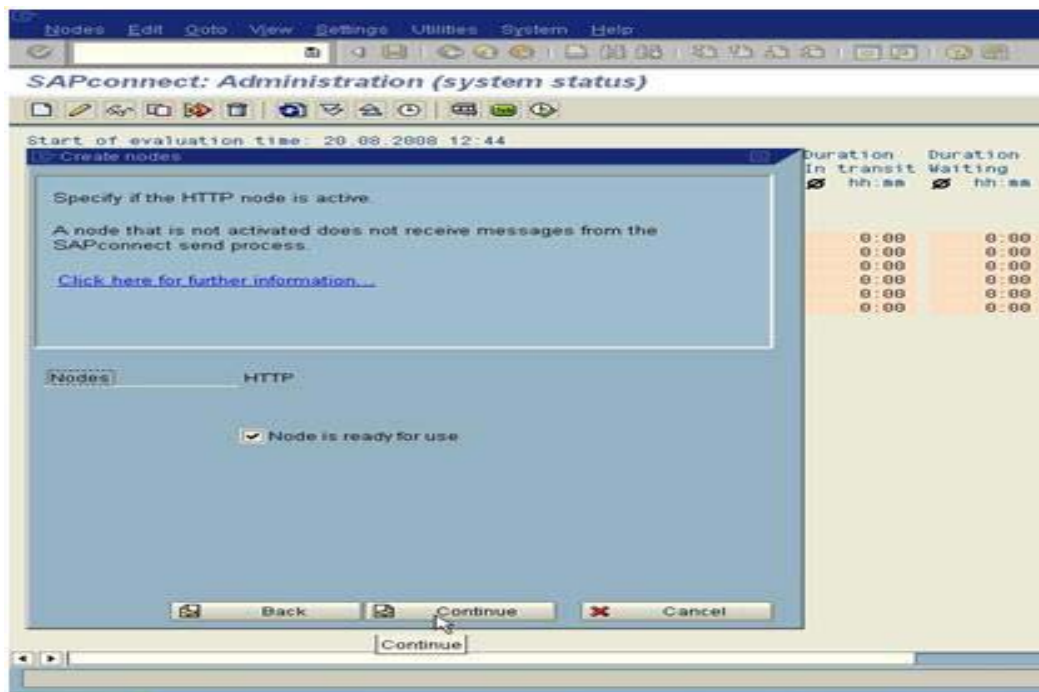 Nodes Edit Goto View Settings Utilities System Help
SAPconnect: Administration (system status)
Start of evaluation time: 20.08.2008 12:44
Create nodes
Duration Duration
In transit Waiting
Ø hh:mm Ø hh:mm
Specify if the HTTP node is active.
A node that is not activated does not receive messages from the
SAPconnect send process.
Click here for further information...
0:00 0:00
0:00 0:00
0:00 0:00
0:00 0:00
0:00 0:00
0:00 0:00
Nodes HTTP
Node is ready for use
Back Continue Cancel
Continue